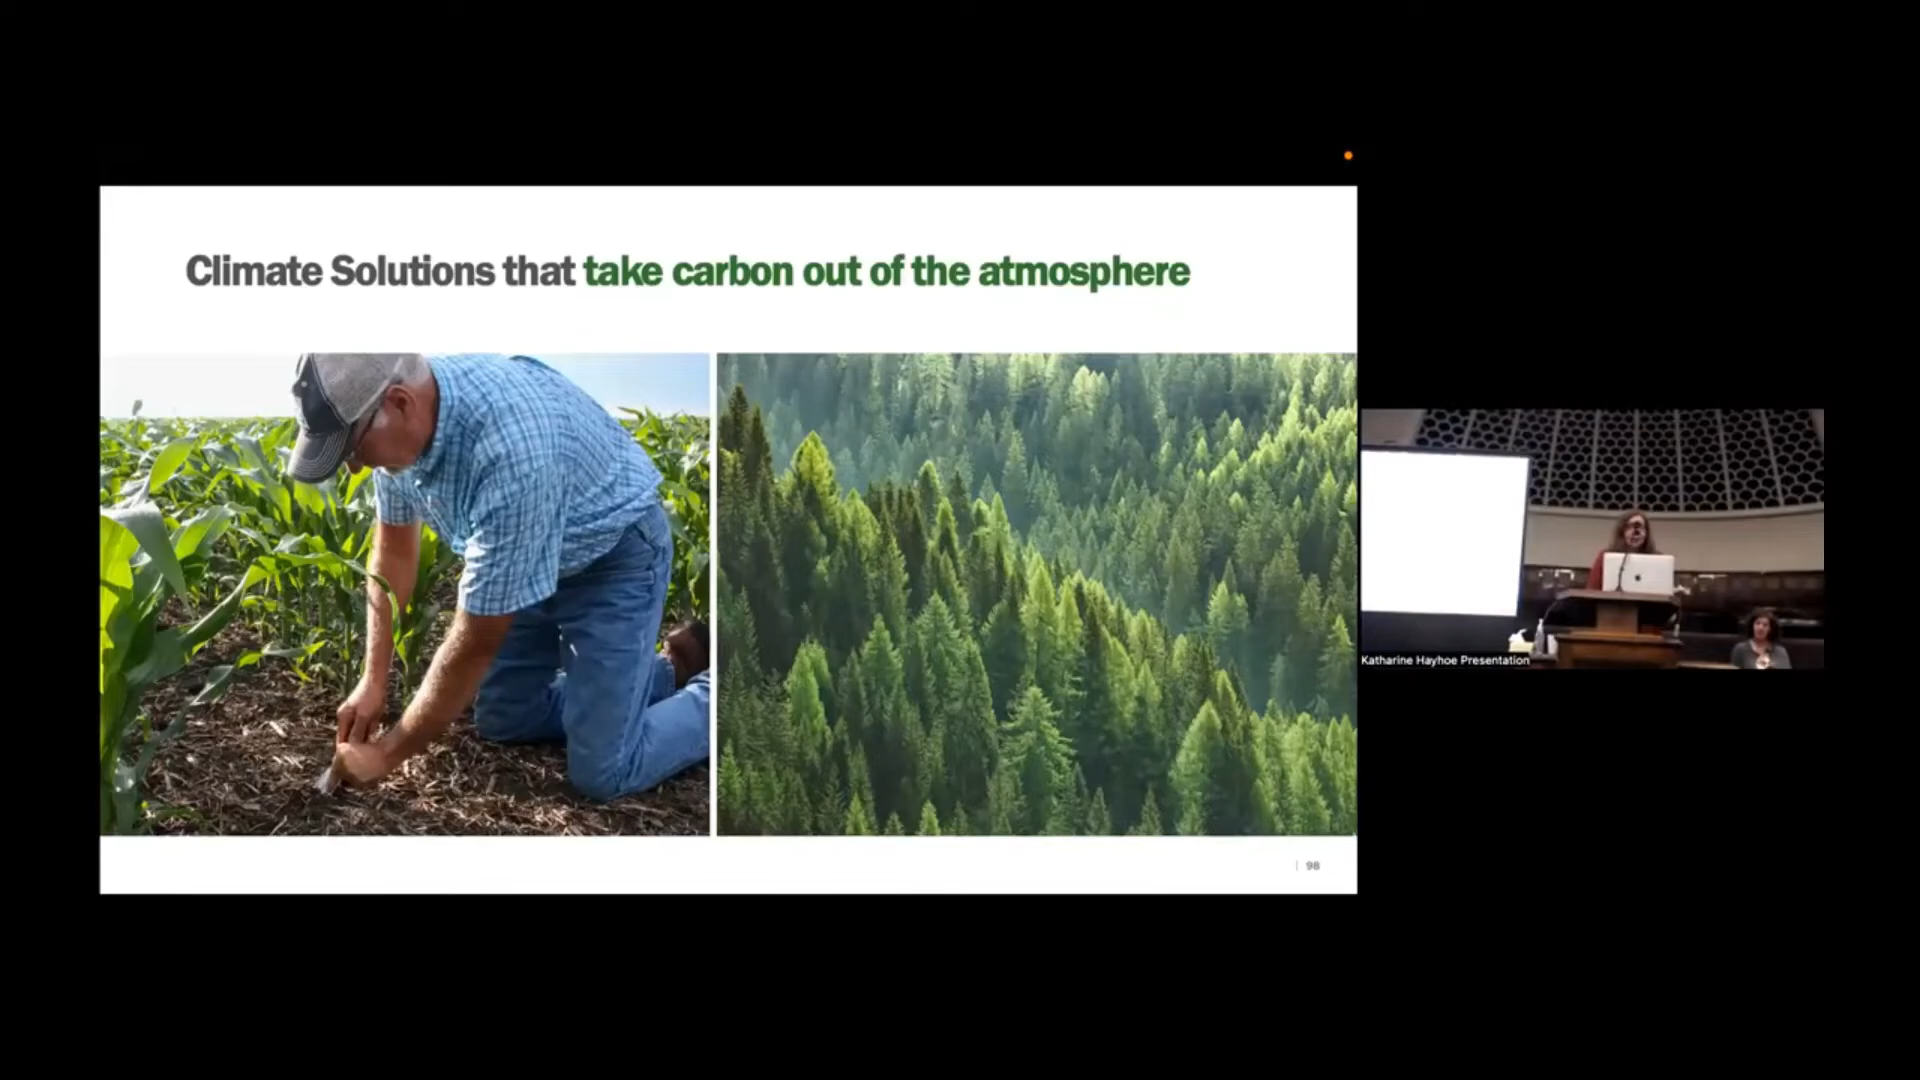 Climate Solutions that take carbon out of the atmosphere
98
Katharine Hayhoe Presentation